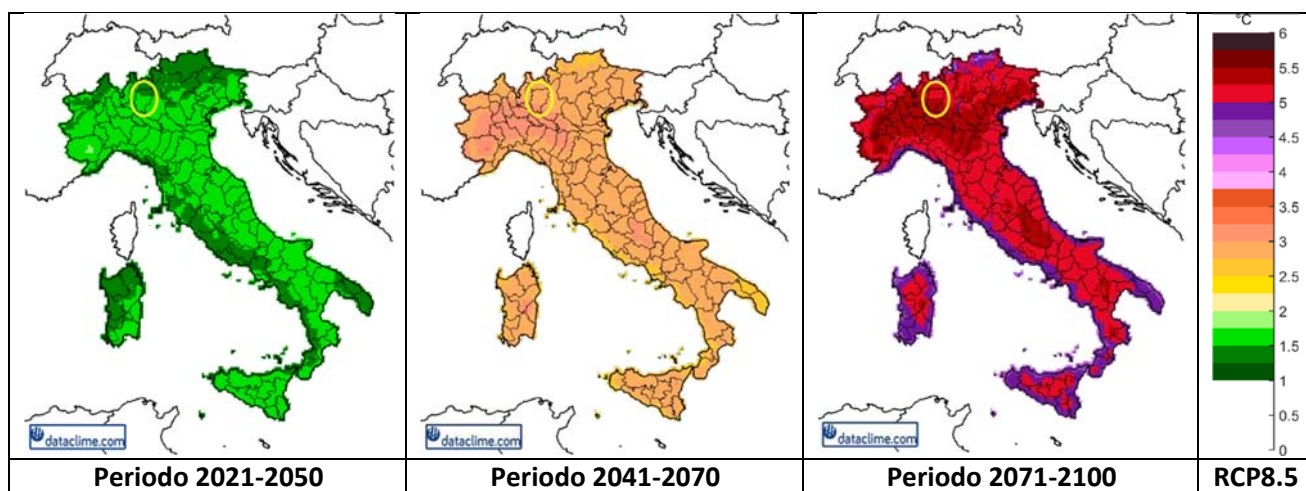 °C
6
5.5
5
4.5
4
3.5
3
2.5
2
1.5
1
0.5
0
dataclime.com
dataclime.com
dataclime.com
Periodo 2021-2050
Periodo 2041-2070
Periodo 2071-2100
RCP8.5